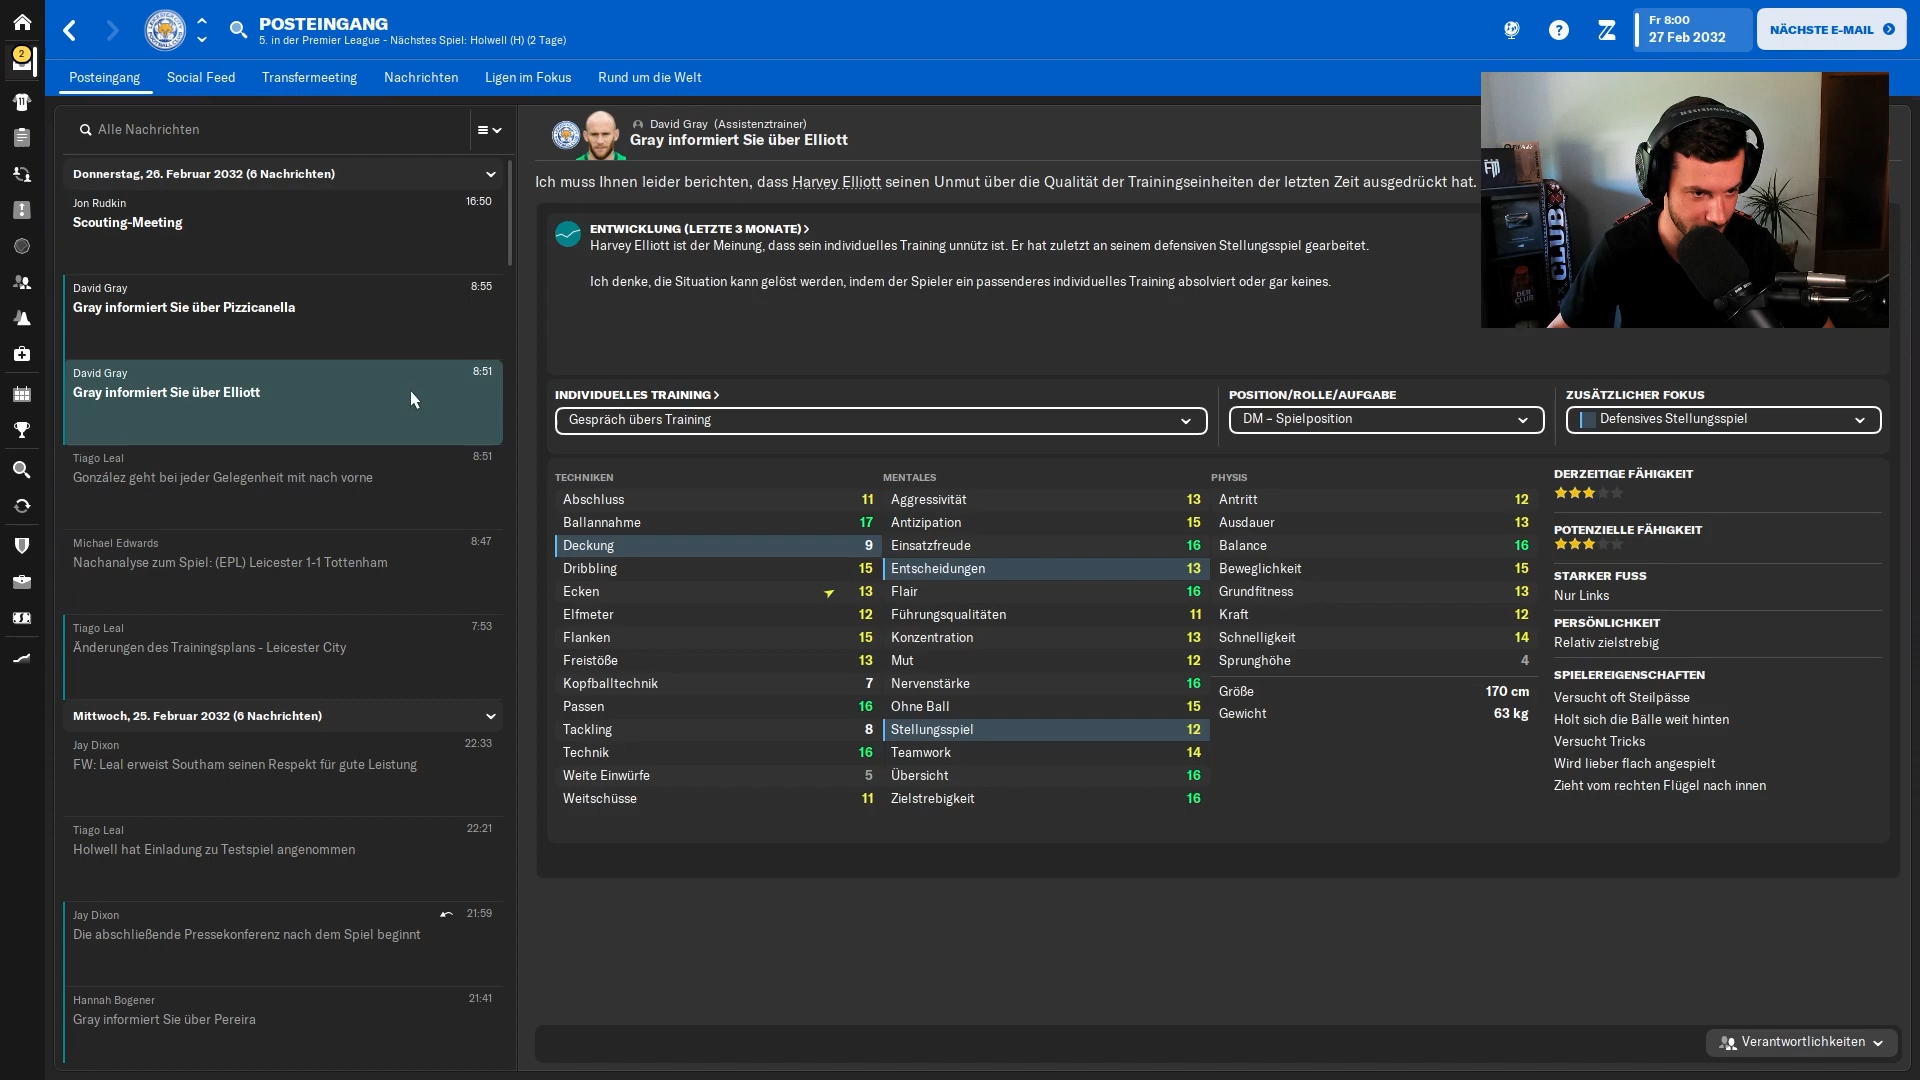 POSTEINGANG
5. in der Premier League - Nächstes Spiel: Holwell (H) (2 Tage)
Fr 8:00
27 Feb 2032
NÄCHSTE E-MAIL
2
Posteingang
Social Feed
Transfermeeting
Nachrichten
Ligen im Fokus
Rund um die Welt
Alle Nachrichten
Donnerstag, 26. Februar 2032 (6 Nachrichten)
Jon Rudkin
16:50
Scouting-Meeting
David Gray
8:55
Gray informiert Sie über Pizzicanella
David Gray
8:51
Gray informiert Sie über Elliott
Tiago Leal
8:51
González geht bei jeder Gelegenheit mit nach vorne
Michael Edwards
8:47
Nachanalyse zum Spiel: (EPL) Leicester 1-1 Tottenham
Tiago Leal
7:53
Änderungen des Trainingsplans - Leicester City
Mittwoch, 25. Februar 2032 (6 Nachrichten)
Jay Dixon
22:33
FW: Leal erweist Southam seinen Respekt für gute Leistung
Tiago Leal
22:21
Holwell hat Einladung zu Testspiel angenommen
Jay Dixon
21:59
Die abschließende Pressekonferenz nach dem Spiel beginnt
Hannah Bogener
21:41
Gray informiert Sie über Pereira
David Gray (Assistenztrainer)
Gray informiert Sie über Elliott
Ich muss Ihnen leider berichten, dass Harvey Elliott seinen Unmut über die Qualität der Trainingseinheiten der letzten Zeit ausgedrückt hat.
ENTWICKLUNG (LETZTE 3 MONATE)
Harvey Elliott ist der Meinung, dass sein individuelles Training unnütz ist. Er hat zuletzt an seinem defensiven Stellungsspiel gearbeitet.
Ich denke, die Situation kann gelöst werden, indem der Spieler ein passenderes individuelles Training absolviert oder gar keines.
CLUB
DER
CLUB
INDIVIDUELLES TRAINING
Gespräch übers Training
POSITION/ROLLE/AUFGABE
DM – Spielposition
ZUSÄTZLICHER FOKUS
Defensives Stellungsspiel
TECHNIKEN
Abschluss 11
Ballannahme 17
Deckung 9
Dribbling 15
Ecken 13
Elfmeter 12
Flanken 15
Freistöße 13
Kopfballtechnik 7
Passen 16
Tackling 8
Technik 16
Weite Einwürfe 5
Weitschüsse 11
MENTALES
Aggressivität 13
Antizipation 15
Einsatzfreude 16
Entscheidungen 13
Flair 16
Führungsqualitäten 11
Konzentration 13
Mut 12
Nervenstärke 16
Ohne Ball 15
Stellungsspiel 12
Teamwork 14
Übersicht 16
Zielstrebigkeit 16
PHYSIS
Antritt 12
Ausdauer 13
Balance 16
Beweglichkeit 15
Grundfitness 13
Kraft 12
Schnelligkeit 14
Sprunghöhe 4
Größe 170 cm
Gewicht 63 kg
DERZEITIGE FÄHIGKEIT
POTENZIELLE FÄHIGKEIT
STARKER FUSS
Nur Links
PERSÖNLICHKEIT
Relativ zielstrebig
SPIELEREIGENSCHAFTEN
Versucht oft Steilpässe
Holt sich die Bälle weit hinten
Versucht Tricks
Wird lieber flach angespielt
Zieht vom rechten Flügel nach innen
Verantwortlichkeiten